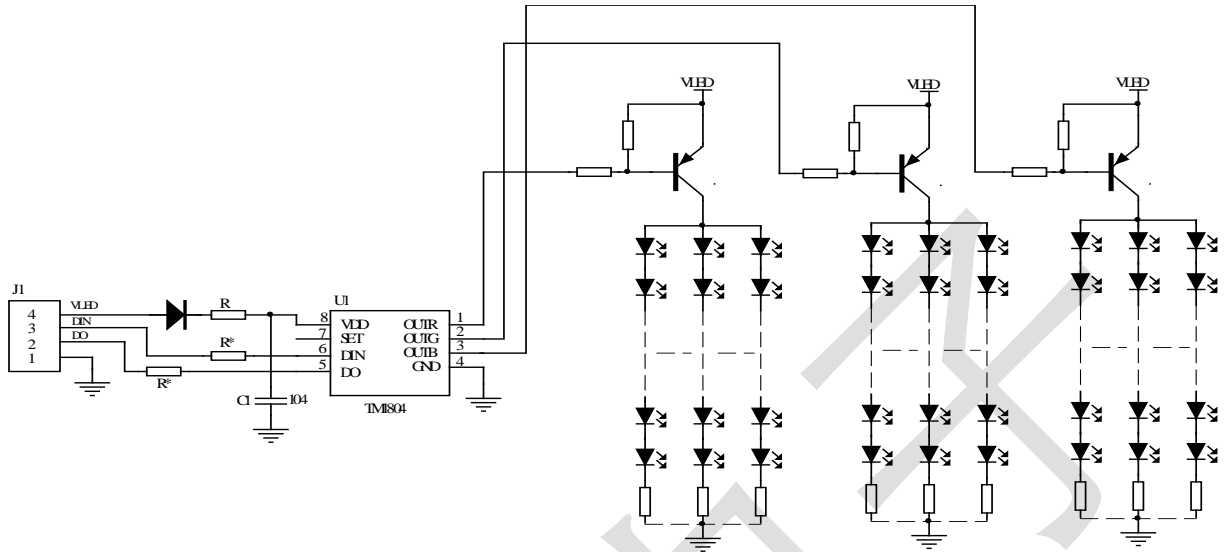 VLED
VLED
VLED
J1
4
3
2
1
VLED
DIN
DO
R
R*
R*
C1
104
U1
8
7
6
5
VDD
SET
DIN
DO
OUTR
OUTG
OUTB
GND
1
2
3
4
TM1804